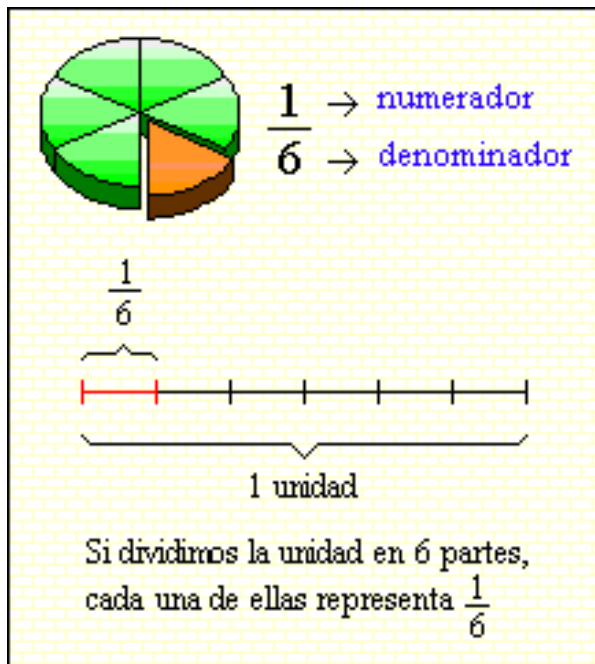 1/6 → numerador
→ denominador
1/6
1 unidad
Si dividimos la unidad en 6 partes,
cada una de ellas representa 1/6